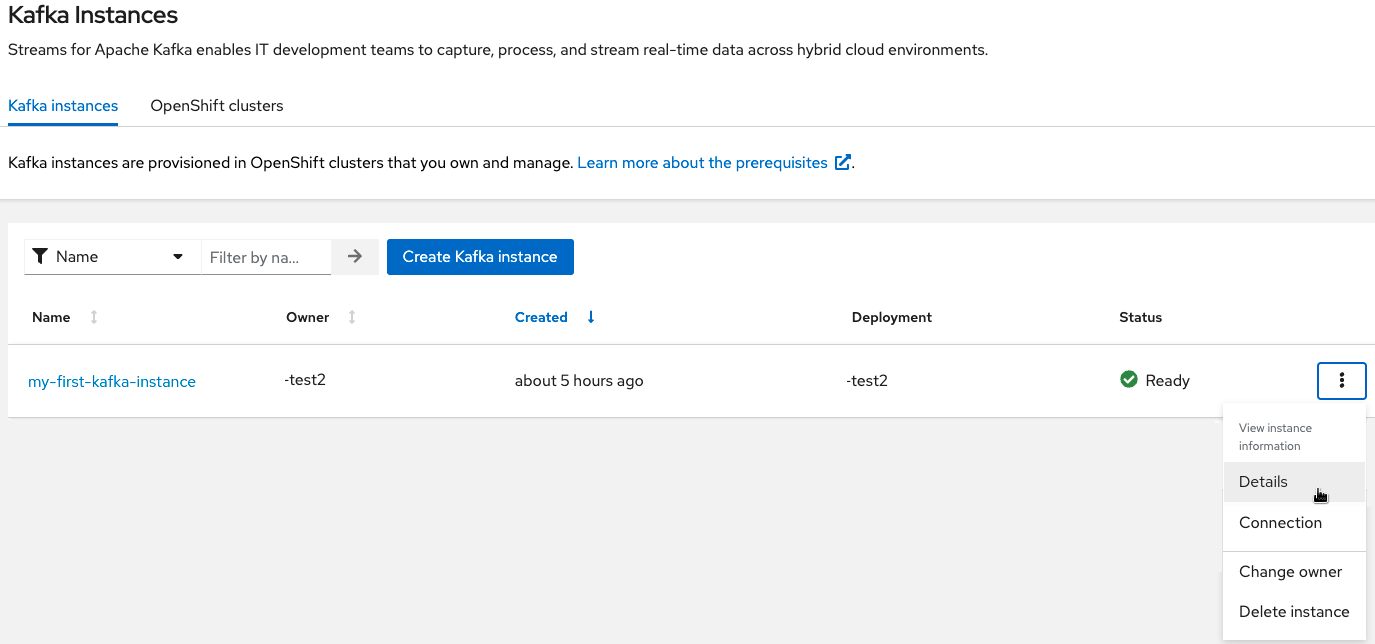 Kafka Instances
Streams for Apache Kafka enables IT development teams to capture, process, and stream real-time data across hybrid cloud environments.
Kafka instances OpenShift clusters
Kafka instances are provisioned in OpenShift clusters that you own and manage. Learn more about the prerequisites.
Name Filter by na... Create Kafka instance
Name Owner Created Deployment Status
my-first-kafka-instance -test2 about 5 hours ago -test2 Ready
View instance
information
Details
Connection
Change owner
Delete instance